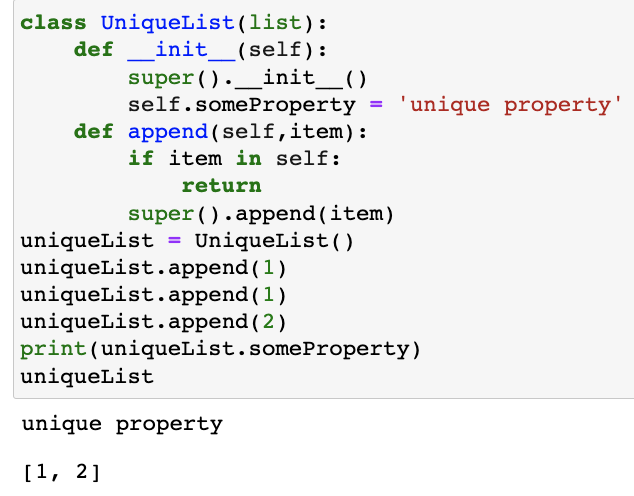 class UniqueList(list):
    def __init__(self):
        super().__init__()
        self.someProperty = 'unique property'
    def append(self,item):
        if item in self:
            return
        super().append(item)
uniqueList = UniqueList()
uniqueList.append(1)
uniqueList.append(1)
uniqueList.append(2)
print(uniqueList.someProperty)
uniqueList
unique property
[1, 2]